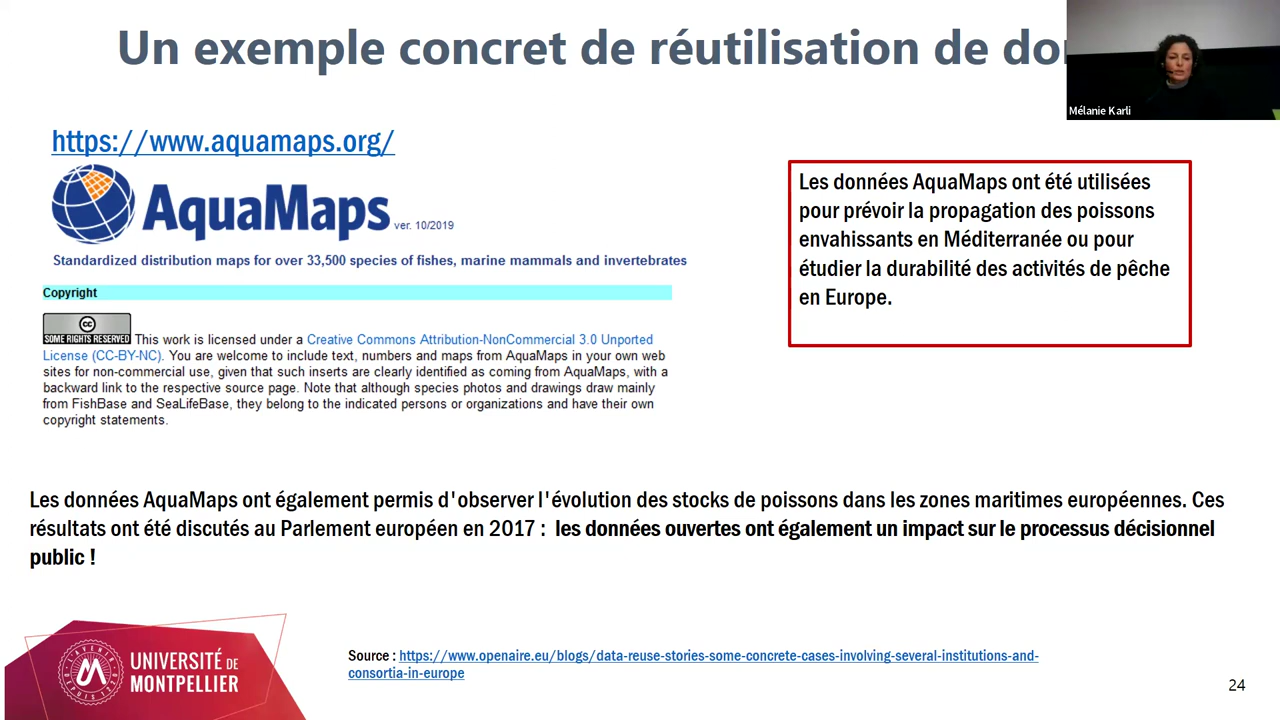 Un exemple concret de réutilisation de
Mélanie Karli
https://www.aquamaps.org/
AquaMaps ver. 10/2019
Standardized distribution maps for over 33,500 species of fishes, marine mammals and invertebrates
Copyright
cc
SOME RIGHTS RESERVED This work is licensed under a Creative Commons Attribution-NonCommercial 3.0 Unported
License (CC-BY-NC). You are welcome to include text, numbers and maps from AquaMaps in your own web
sites for non-commercial use, given that such inserts are clearly identified as coming from AquaMaps, with a
backward link to the respective source page. Note that although species photos and drawings draw mainly
from FishBase and SeaLifeBase, they belong to the indicated persons or organizations and have their own
copyright statements.
Les données AquaMaps ont été utilisées
pour prévoir la propagation des poissons
envahissants en Méditerranée ou pour
étudier la durabilité des activités de pêche
en Europe.
Les données AquaMaps ont également permis d'observer l'évolution des stocks de poissons dans les zones maritimes européennes. Ces
résultats ont été discutés au Parlement européen en 2017 : les données ouvertes ont également un impact sur le processus décisionnel
public !
UNIVERSITÉ DE
MONTPELLIER
Source : https://www.openaire.eu/blogs/data-reuse-stories-some-concrete-cases-involving-several-institutions-and-
consortia-in-europe
24